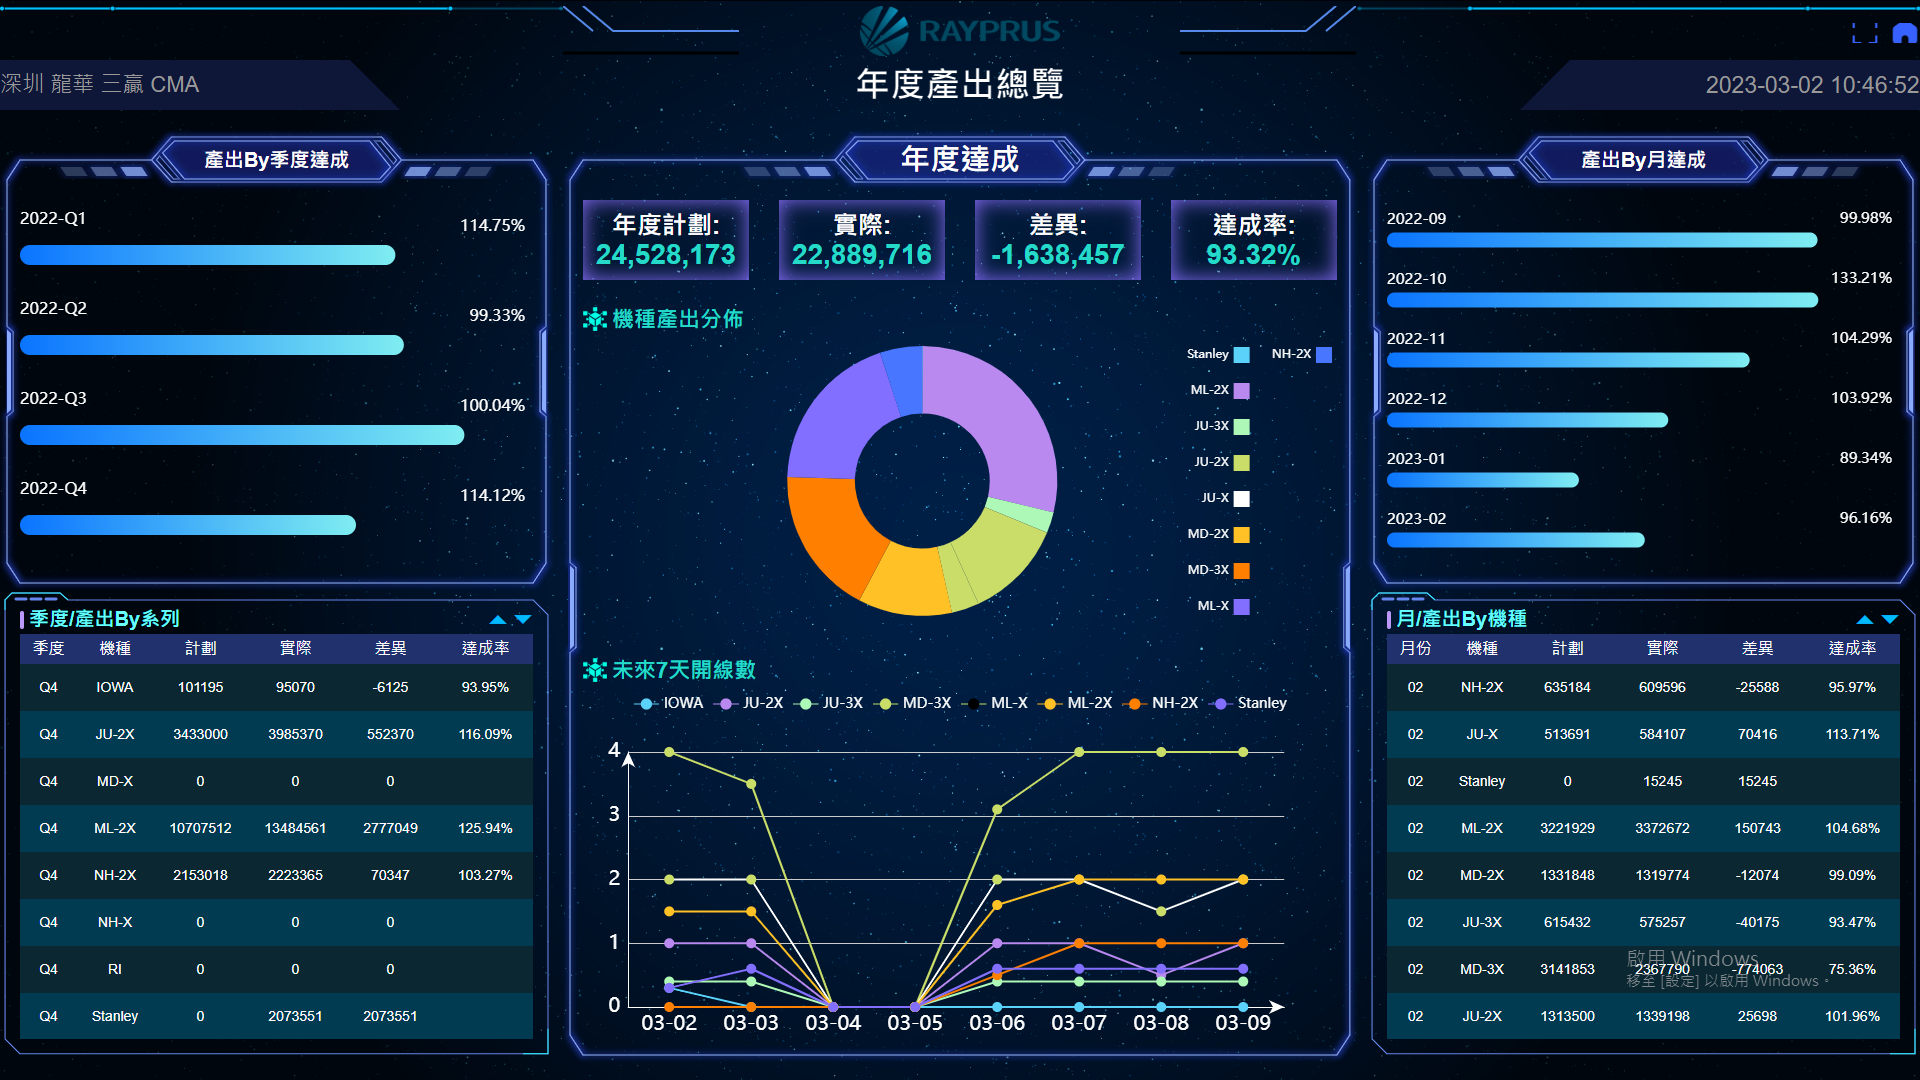 RAYPRUS
年度產出總覽
深圳 龍華 三贏 CMA
2023-03-02 10:46:52
產出By季度達成
2022-Q1 114.75%
2022-Q2 99.33%
2022-Q3 100.04%
2022-Q4 114.12%
季度/產出By系列
季度 機種 計劃 實際 差異 達成率
Q4 IOWA 101195 95070 -6125 93.95%
Q4 JU-2X 3433000 3985370 552370 116.09%
Q4 MD-X 0 0 0
Q4 ML-2X 10707512 13484561 2777049 125.94%
Q4 NH-2X 2153018 2223365 70347 103.27%
Q4 NH-X 0 0 0
Q4 RI 0 0 0
Q4 Stanley 0 2073551 2073551
年度達成
年度計劃: 實際: 差異: 達成率:
24,528,173 22,889,716 -1,638,457 93.32%
機種產出分佈
Stanley NH-2X
ML-2X
JU-3X
JU-2X
JU-X
MD-2X
MD-3X
ML-X
未來7天開線數
IOWA JU-2X JU-3X MD-3X ML-X ML-2X NH-2X Stanley
4
3
2
1
0
03-02 03-03 03-04 03-05 03-06 03-07 03-08 03-09
產出By月達成
2022-09 99.98%
2022-10 133.21%
2022-11 104.29%
2022-12 103.92%
2023-01 89.34%
2023-02 96.16%
月/產出By機種
月份 機種 計劃 實際 差異 達成率
02 NH-2X 635184 609596 -25588 95.97%
02 JU-X 513691 584107 70416 113.71%
02 Stanley 0 15245 15245
02 ML-2X 3221929 3372672 150743 104.68%
02 MD-2X 1331848 1319774 -12074 99.09%
02 JU-3X 615432 575257 -40175 93.47%
02 MD-3X 3141853 2367790 -774063 75.36%
02 JU-2X 1313500 1339198 25698 101.96%
啟用 Windows
移至 [設定] 以啟用 Windows。